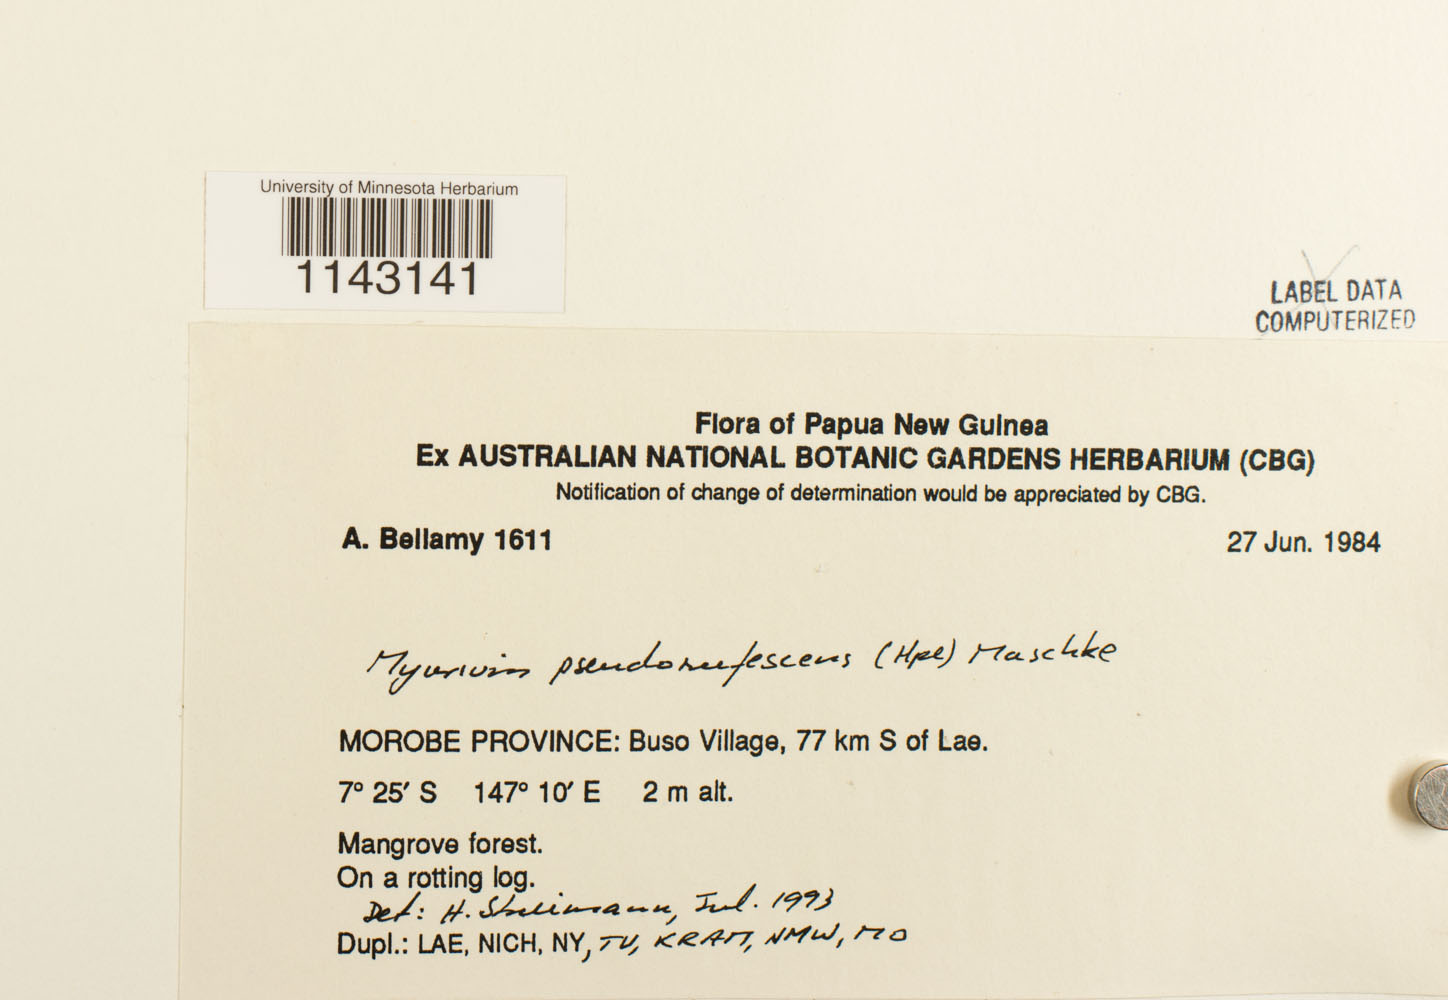 University of Minnesota Herbarium
1143141
LABEL DATA
COMPUTERIZED
Flora of Papua New Guinea
Ex AUSTRALIAN NATIONAL BOTANIC GARDENS HERBARIUM (CBG)
Notification of change of determination would be appreciated by CBG.
A. Bellamy 1611 27 Jun. 1984
Myurium pseudorufescens (Hpe) Maschke
MOROBE PROVINCE: Buso Village, 77 km S of Lae.
7° 25′ S 147° 10′ E 2 m alt.
Mangrove forest.
On a rotting log.
Det: H. Streimann, Jul. 1993
Dupl.: LAE, NICH, NY, TU, KRAM, NMW, MO